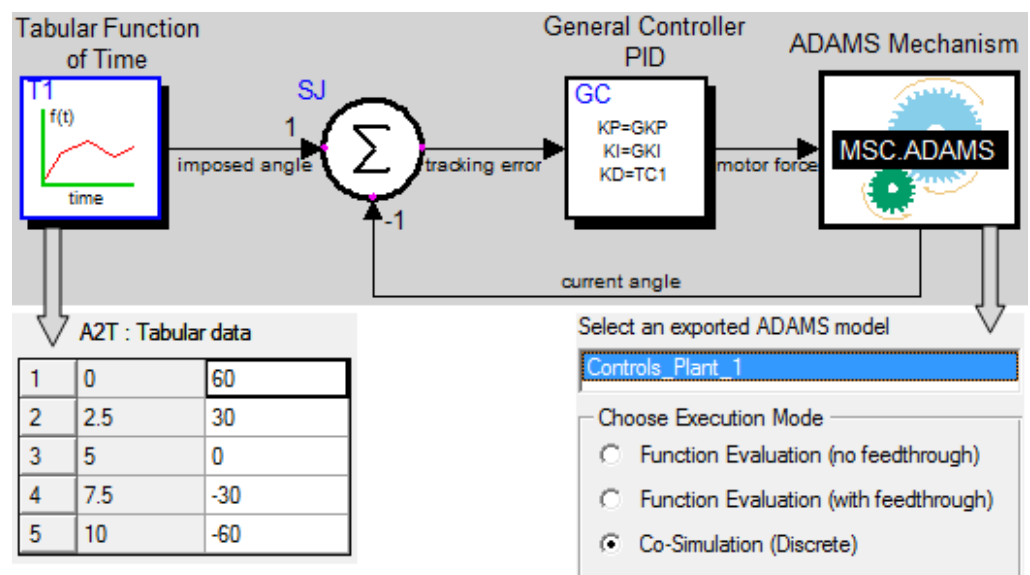 Tabular Function
of Time
General Controller
PID
ADAMS Mechanism
T1
f(t)
time
imposed angle
SJ
1
Σ
-1
tracking error
GC
KP=GKP
KI=GKI
KD=TC1
motor force
MSC.ADAMS
current angle
A2T : Tabular data
1 0 60
2 2.5 30
3 5 0
4 7.5 -30
5 10 -60
Select an exported ADAMS model
Controls_Plant_1
Choose Execution Mode
Function Evaluation (no feedthrough)
Function Evaluation (with feedthrough)
Co-Simulation (Discrete)